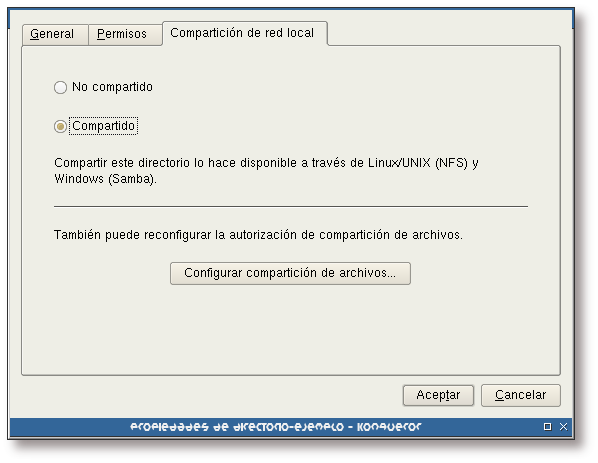 General Permisos Compartición de red local
No compartido
Compartido
Compartir este directorio lo hace disponible a través de Linux/UNIX (NFS) y
Windows (Samba).
También puede reconfigurar la autorización de compartición de archivos.
Configurar compartición de archivos...
Aceptar Cancelar
Propiedades de directorio-ejemplo - Konqueror